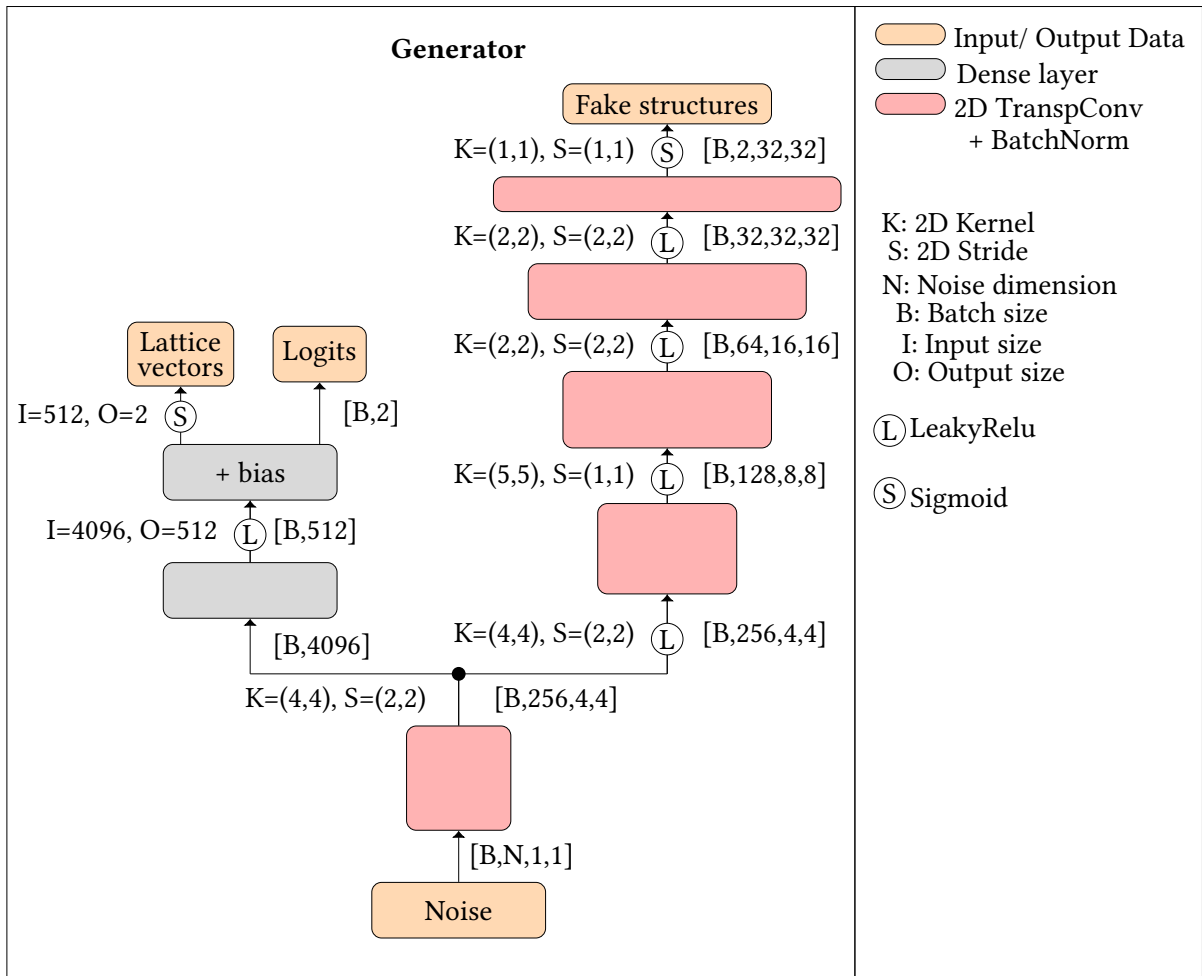 Generator
Fake structures
K=(1,1), S=(1,1) S [B,2,32,32]
K=(2,2), S=(2,2) L [B,32,32,32]
K=(2,2), S=(2,2) L [B,64,16,16]
K=(5,5), S=(1,1) L [B,128,8,8]
K=(4,4), S=(2,2) L [B,256,4,4]
Lattice
vectors
Logits
I=512, O=2 S [B,2]
+ bias
I=4096, O=512 L [B,512]
[B,4096]
K=(4,4), S=(2,2) [B,256,4,4]
[B,N,1,1]
Noise
Input/ Output Data
Dense layer
2D TranspConv
+ BatchNorm
K: 2D Kernel
S: 2D Stride
N: Noise dimension
B: Batch size
I: Input size
O: Output size
L LeakyRelu
S Sigmoid